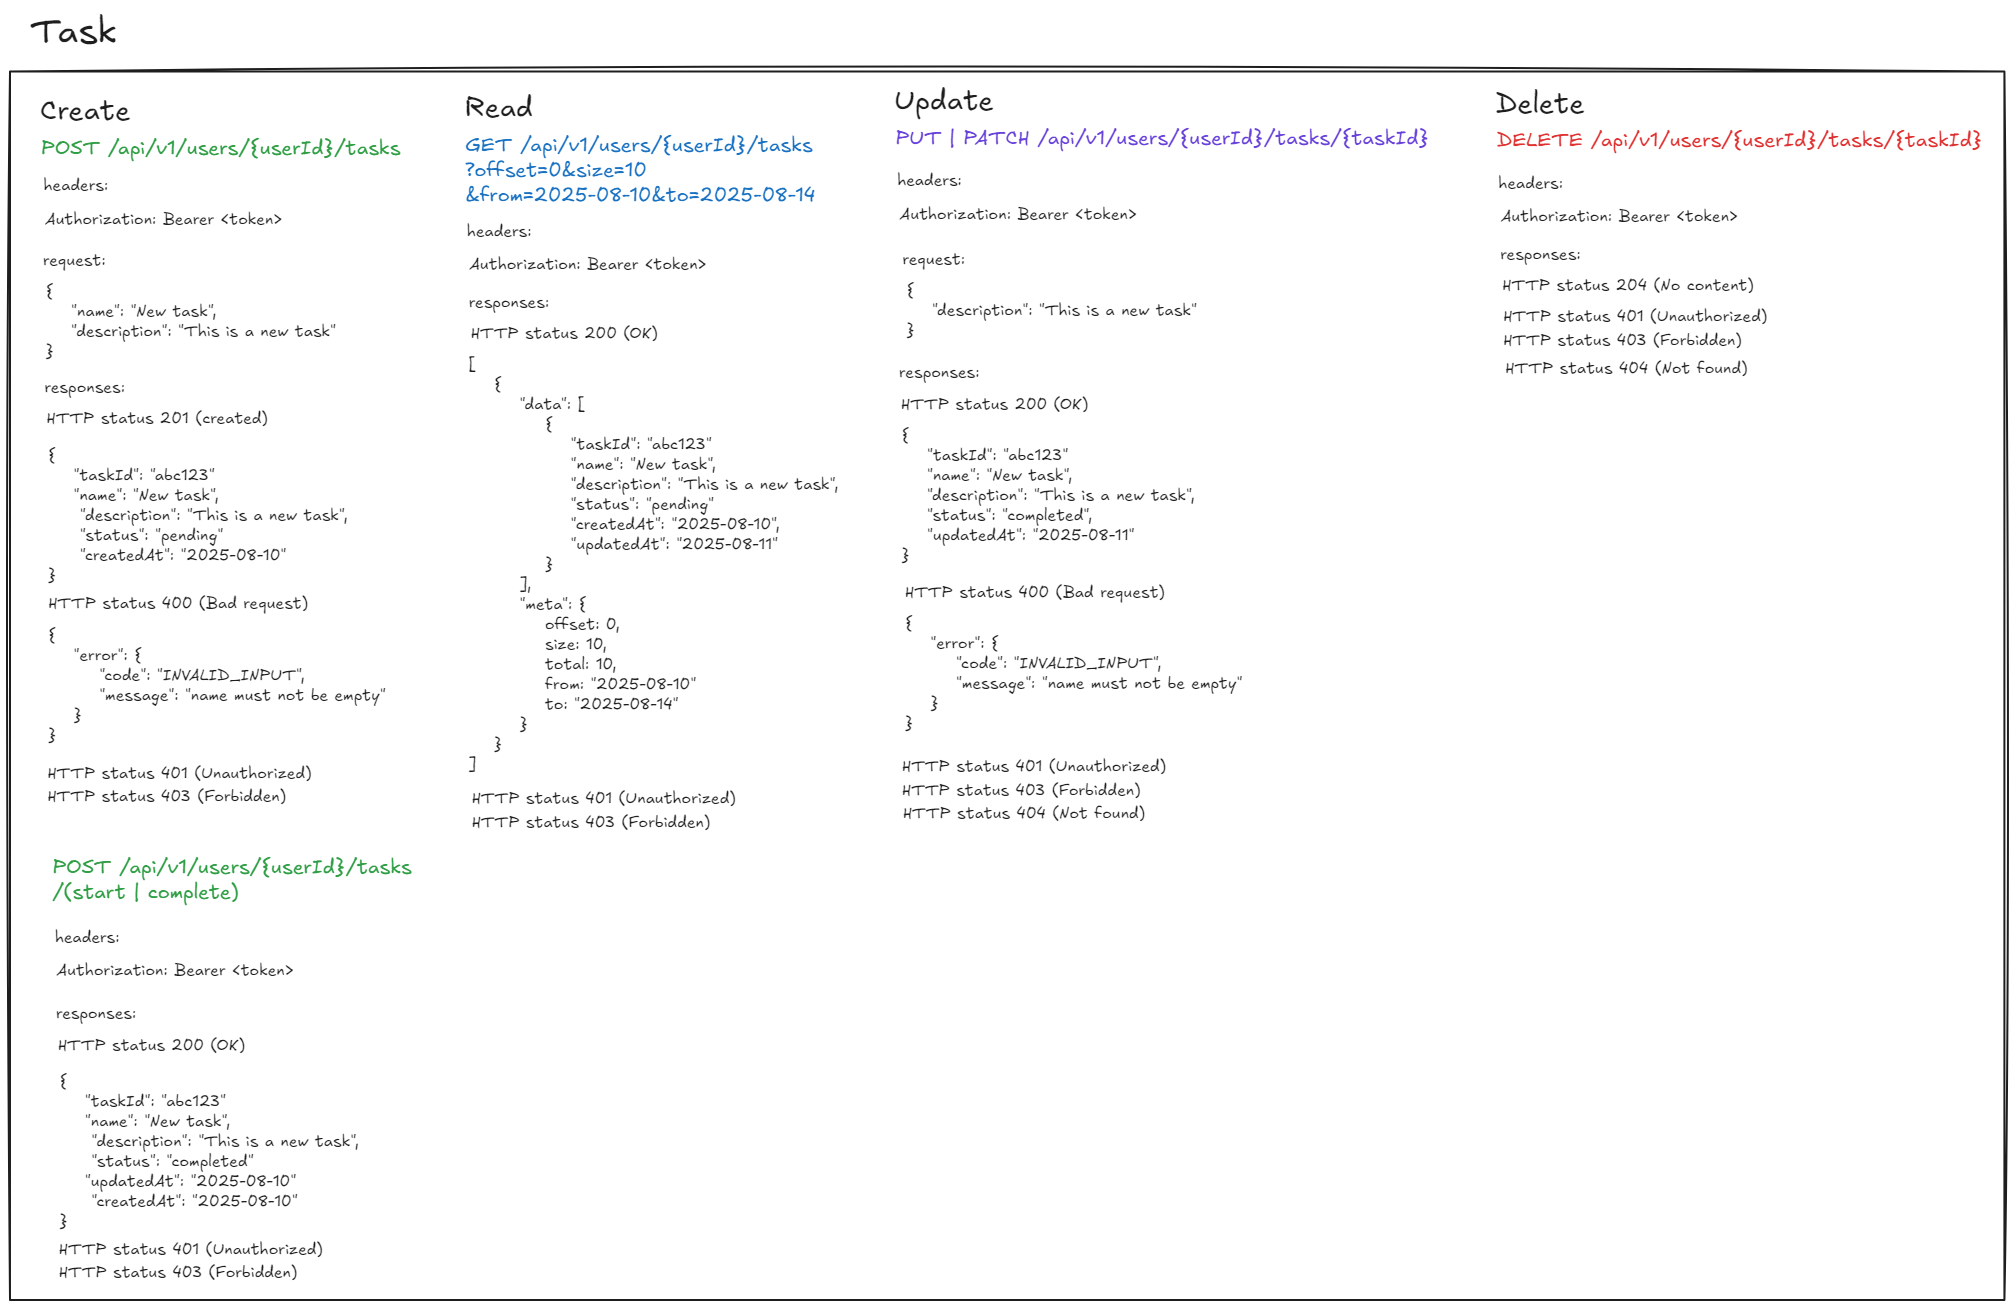 Task
Create
POST /api/v1/users/{userId}/tasks
headers:
Authorization: Bearer <token>
request:
{
"name": "New task",
"description": "This is a new task"
}
responses:
HTTP status 201 (created)
{
"taskId": "abc123"
"name": "New task",
"description": "This is a new task",
"status": "pending"
"createdAt": "2025-08-10"
}
HTTP status 400 (Bad request)
{
"error": {
"code": "INVALID_INPUT",
"message": "name must not be empty"
}
}
HTTP status 401 (Unauthorized)
HTTP status 403 (Forbidden)
POST /api/v1/users/{userId}/tasks
/(start | complete)
headers:
Authorization: Bearer <token>
responses:
HTTP status 200 (OK)
{
"taskId": "abc123"
"name": "New task",
"description": "This is a new task",
"status": "completed"
"updatedAt": "2025-08-10"
"createdAt": "2025-08-10"
}
HTTP status 401 (Unauthorized)
HTTP status 403 (Forbidden)
Read
GET /api/v1/users/{userId}/tasks
?offset=0&size=10
&from=2025-08-10&to=2025-08-14
headers:
Authorization: Bearer <token>
responses:
HTTP status 200 (OK)
[
{
"data": [
{
"taskId": "abc123"
"name": "New task",
"description": "This is a new task",
"status": "pending"
"createdAt": "2025-08-10",
"updatedAt": "2025-08-11"
}
],
"meta": {
offset: 0,
size: 10,
total: 10,
from: "2025-08-10"
to: "2025-08-14"
}
}
]
HTTP status 401 (Unauthorized)
HTTP status 403 (Forbidden)
Update
PUT | PATCH /api/v1/users/{userId}/tasks/{taskId}
headers:
Authorization: Bearer <token>
request:
{
"description": "This is a new task"
}
responses:
HTTP status 200 (OK)
{
"taskId": "abc123"
"name": "New task",
"description": "This is a new task",
"status": "completed",
"updatedAt": "2025-08-11"
}
HTTP status 400 (Bad request)
{
"error": {
"code": "INVALID_INPUT",
"message": "name must not be empty"
}
}
HTTP status 401 (Unauthorized)
HTTP status 403 (Forbidden)
HTTP status 404 (Not found)
Delete
DELETE /api/v1/users/{userId}/tasks/{taskId}
headers:
Authorization: Bearer <token>
responses:
HTTP status 204 (No content)
HTTP status 401 (Unauthorized)
HTTP status 403 (Forbidden)
HTTP status 404 (Not found)